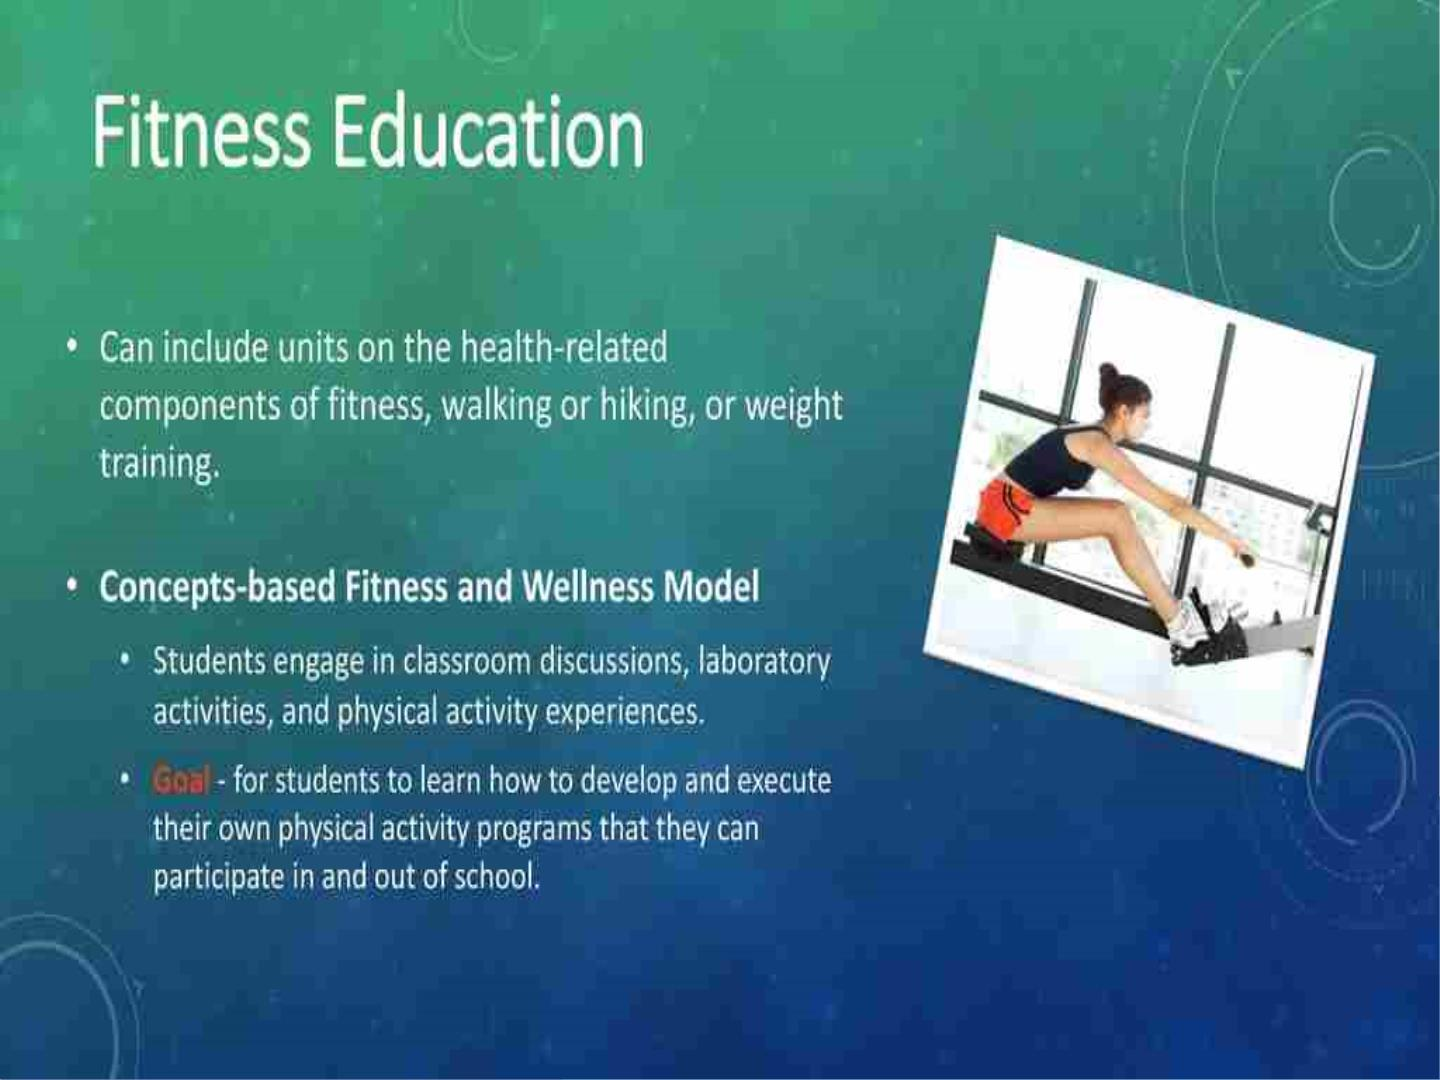 Fitness Education
• Can include units on the health-related
components of fitness, walking or hiking, or weight
training.
• Concepts-based Fitness and Wellness Model
• Students engage in classroom discussions, laboratory
activities, and physical activity experiences.
• Goal - for students to learn how to develop and execute
their own physical activity programs that they can
participate in and out of school.